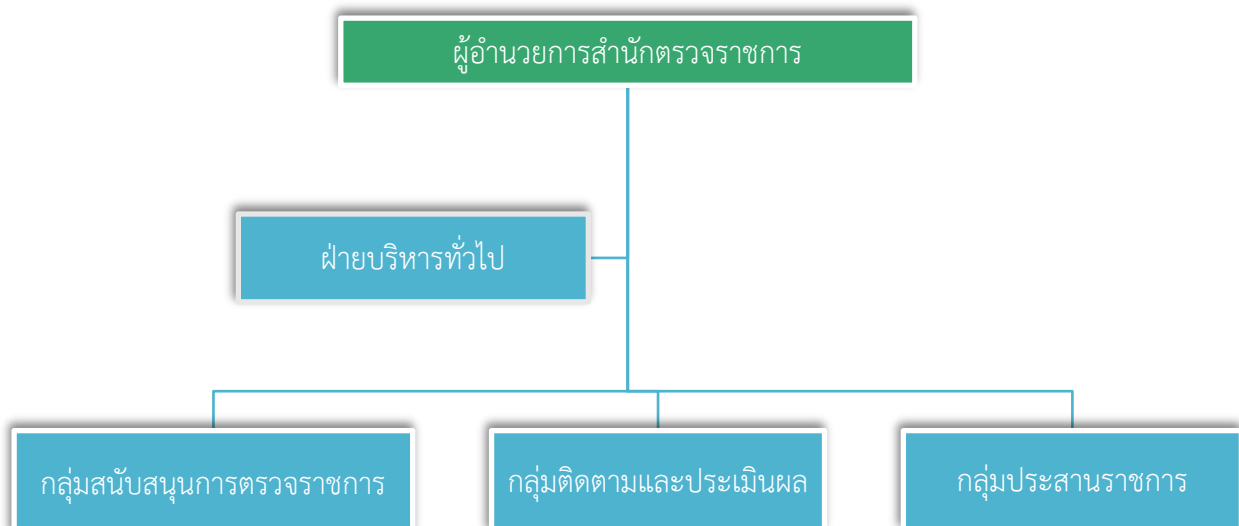 ผู้อำนวยการสำนักตรวจราชการ
ฝ่ายบริหารทั่วไป
กลุ่มสนับสนุนการตรวจราชการ
กลุ่มติดตามและประเมินผล
กลุ่มประสานราชการ